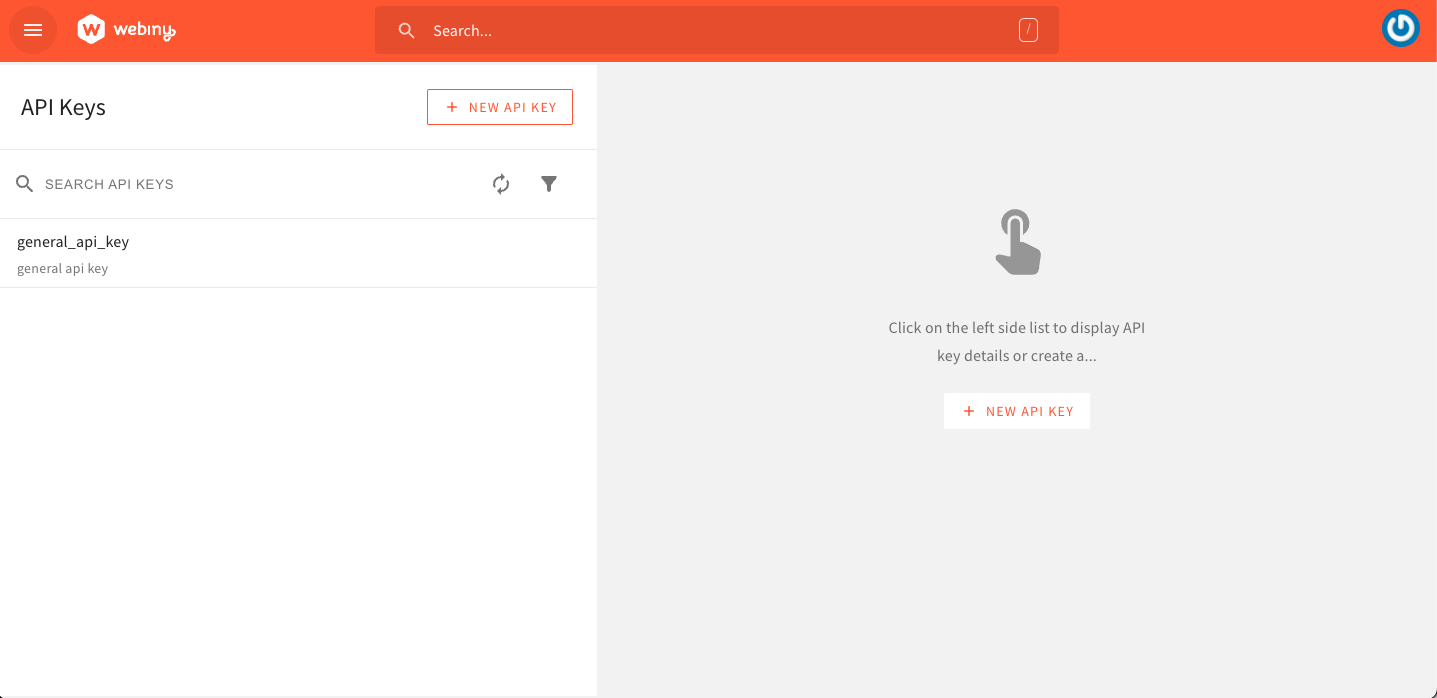 webiny
Search...
/
API Keys
NEW API KEY
SEARCH API KEYS
general_api_key
general api key
Click on the left side list to display API
key details or create a...
NEW API KEY